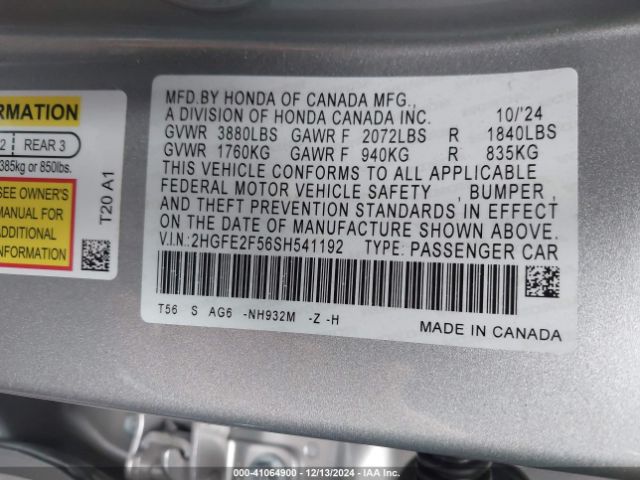 ORMATION
2 REAR 3
385kg or 850lbs.
SEE OWNER'S
MANUAL FOR
ADDITIONAL
INFORMATION
T20 A1
MFD.BY HONDA OF CANADA MFG.,
A DIVISION OF HONDA CANADA INC. 10/'24
GVWR 3880LBS GAWR F 2072LBS R 1840LBS
GVWR 1760KG GAWR F 940KG R 835KG
THIS VEHICLE CONFORMS TO ALL APPLICABLE
FEDERAL MOTOR VEHICLE SAFETY , BUMPER ,
AND THEFT PREVENTION STANDARDS IN EFFECT
ON THE DATE OF MANUFACTURE SHOWN ABOVE.
V.I.N.:2HGFE2F56SH541192 TYPE: PASSENGER CAR
T56 S AG6 -NH932M -Z -H
MADE IN CANADA
000-41064900 - 12/13/2024 - IAA Inc.